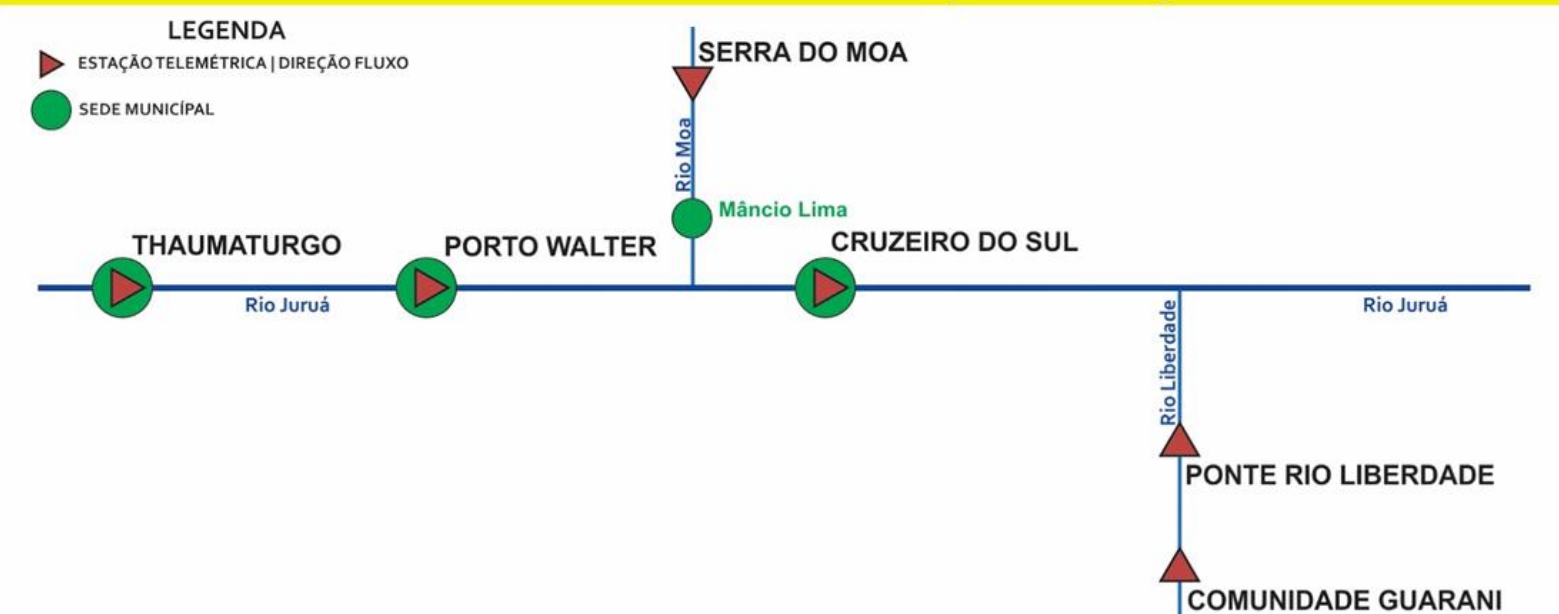 LEGENDA
ESTAÇÃO TELEMÉTRICA | DIREÇÃO FLUXO
SEDE MUNICÍPAL
SERRA DO MOA
Rio Moa
Mâncio Lima
THAUMATURGO
PORTO WALTER
CRUZEIRO DO SUL
Rio Juruá
Rio Juruá
Rio Liberdade
PONTE RIO LIBERDADE
COMUNIDADE GUARANI